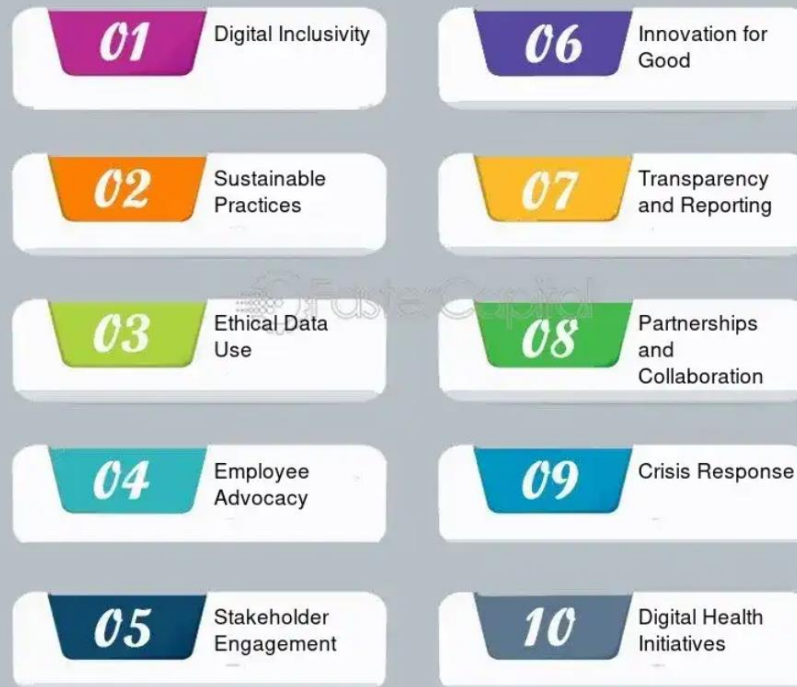 01
Digital Inclusivity
02
Sustainable
Practices
03
Ethical Data
Use
04
Employee
Advocacy
05
Stakeholder
Engagement
06
Innovation for
Good
07
Transparency
and Reporting
08
Partnerships
and
Collaboration
09
Crisis Response
10
Digital Health
Initiatives
FasterCapital